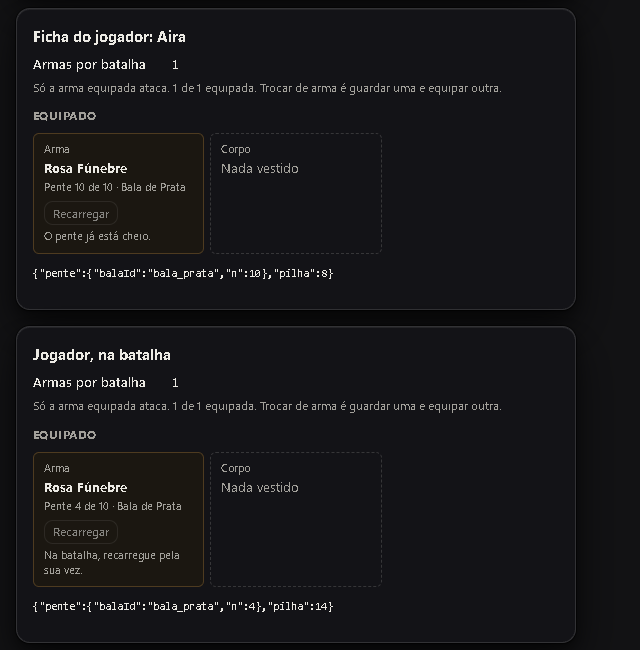 Ficha do jogador: Aira
Armas por batalha 1
Só a arma equipada ataca. 1 de 1 equipada. Trocar de arma é guardar uma e equipar outra.
EQUIPADO
Arma
Rosa Fúnebre
Pente 10 de 10 · Bala de Prata
Recarregar
O pente já está cheio.
Corpo
Nada vestido
{"pente":{"balaId":"bala_prata","n":10},"pilha":8}
Jogador, na batalha
Armas por batalha 1
Só a arma equipada ataca. 1 de 1 equipada. Trocar de arma é guardar uma e equipar outra.
EQUIPADO
Arma
Rosa Fúnebre
Pente 4 de 10 · Bala de Prata
Recarregar
Na batalha, recarregue pela
sua vez.
Corpo
Nada vestido
{"pente":{"balaId":"bala_prata","n":4},"pilha":14}